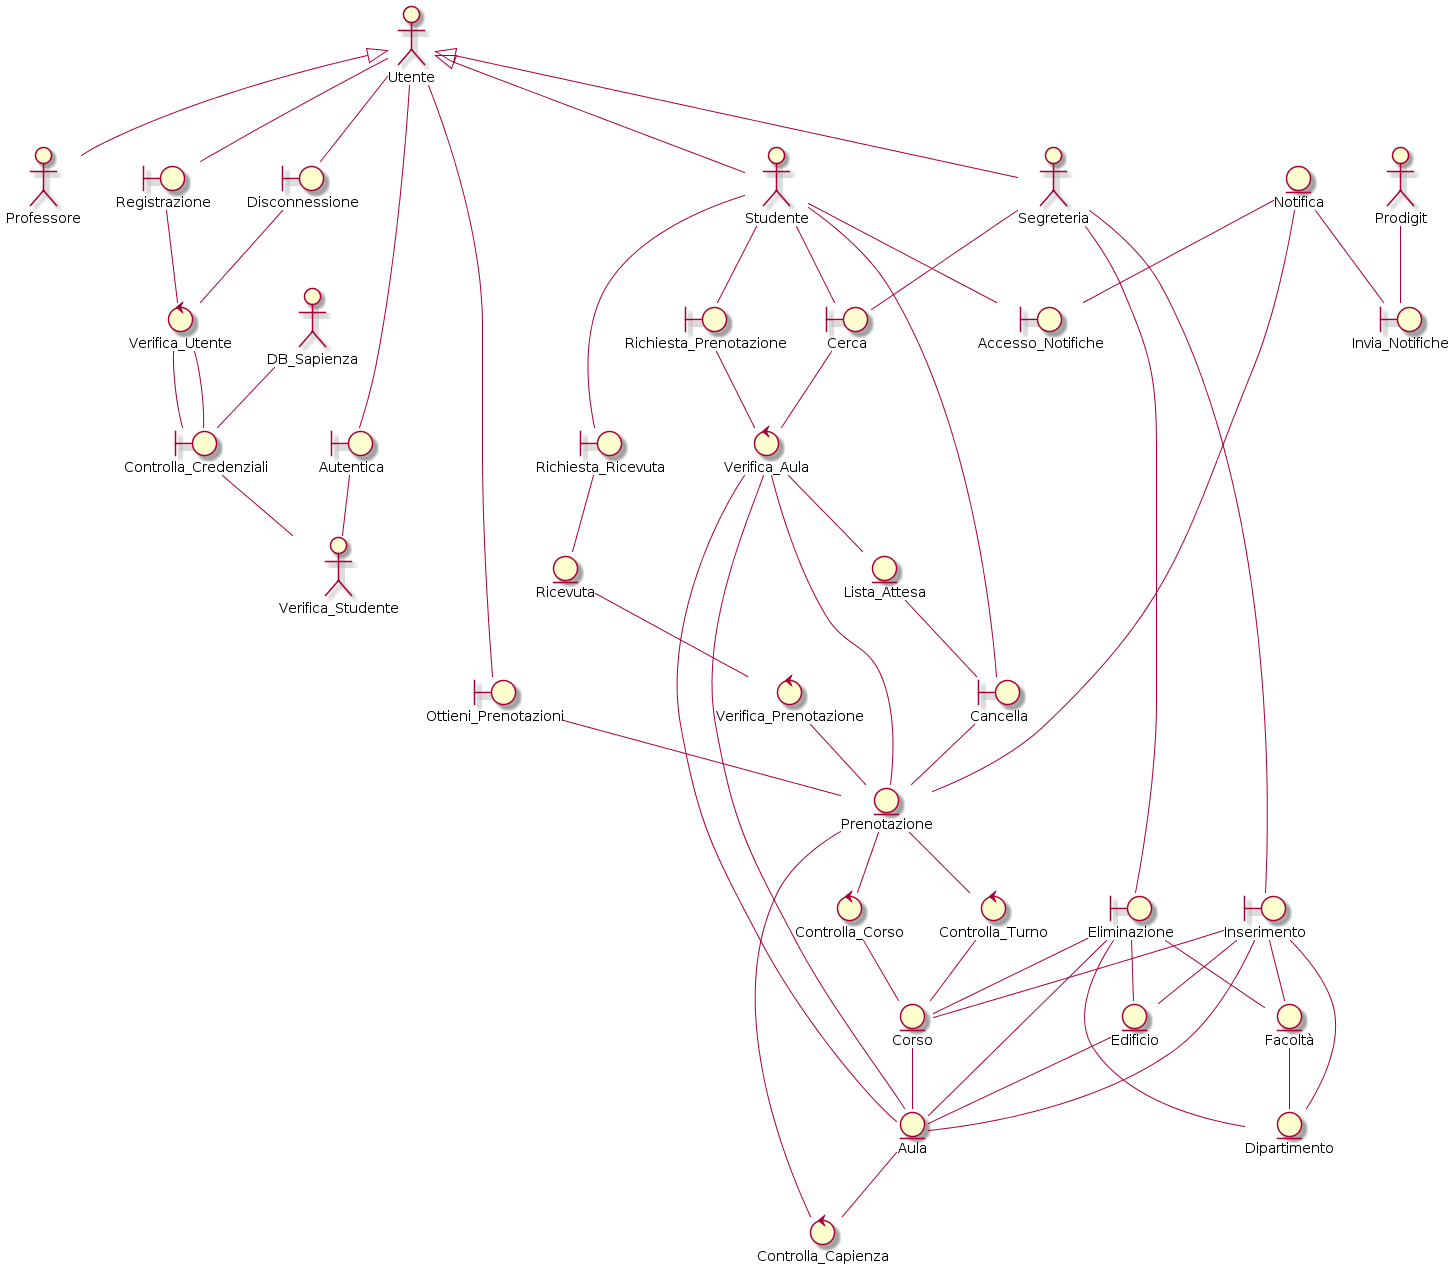 Utente
Professore
Registrazione
Disconnessione
Studente
Segreteria
Notifica
Prodigit
Verifica_Utente
DB_Sapienza
Richiesta_Prenotazione
Cerca
Accesso_Notifiche
Invia_Notifiche
Controlla_Credenziali
Autentica
Richiesta_Ricevuta
Verifica_Aula
Verifica_Studente
Ricevuta
Lista_Attesa
Ottieni_Prenotazioni
Verifica_Prenotazione
Cancella
Prenotazione
Controlla_Corso
Controlla_Turno
Eliminazione
Inserimento
Corso
Edificio
Facoltà
Aula
Dipartimento
Controlla_Capienza